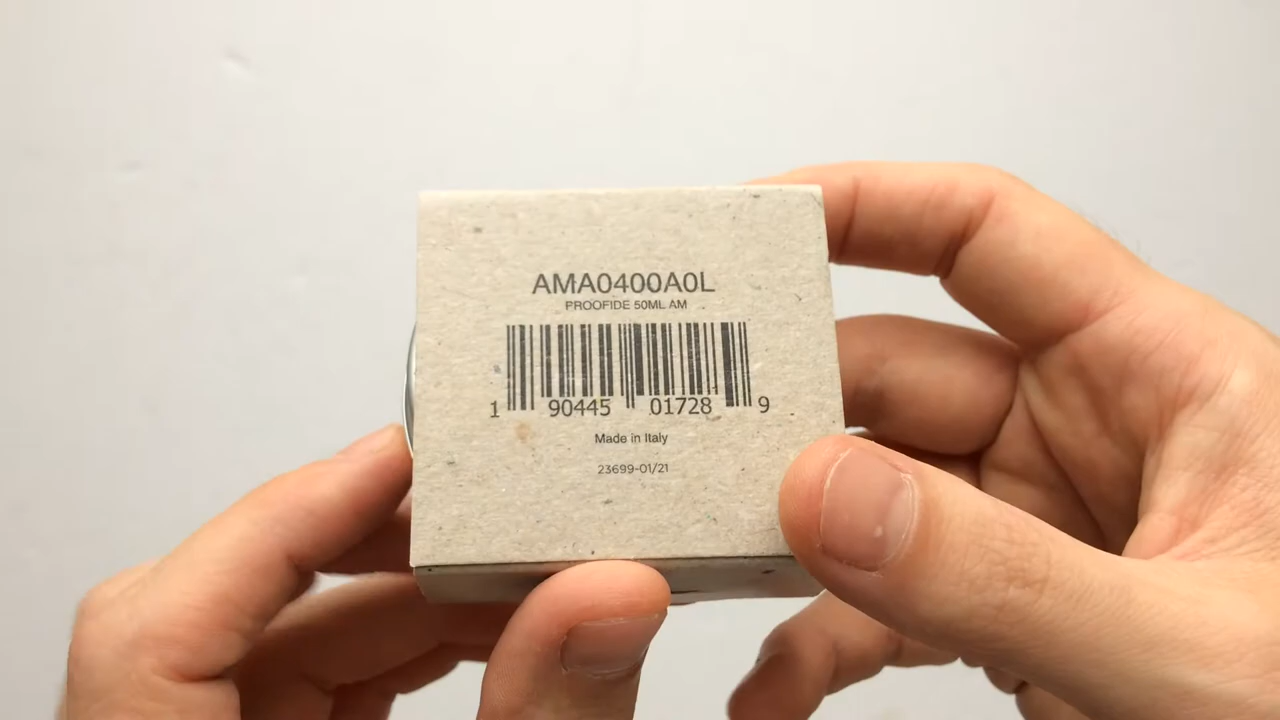 AMA0400A0L
PROOFIDE 50ML AM
1 90445 01728 9
Made in Italy
23699-01/21